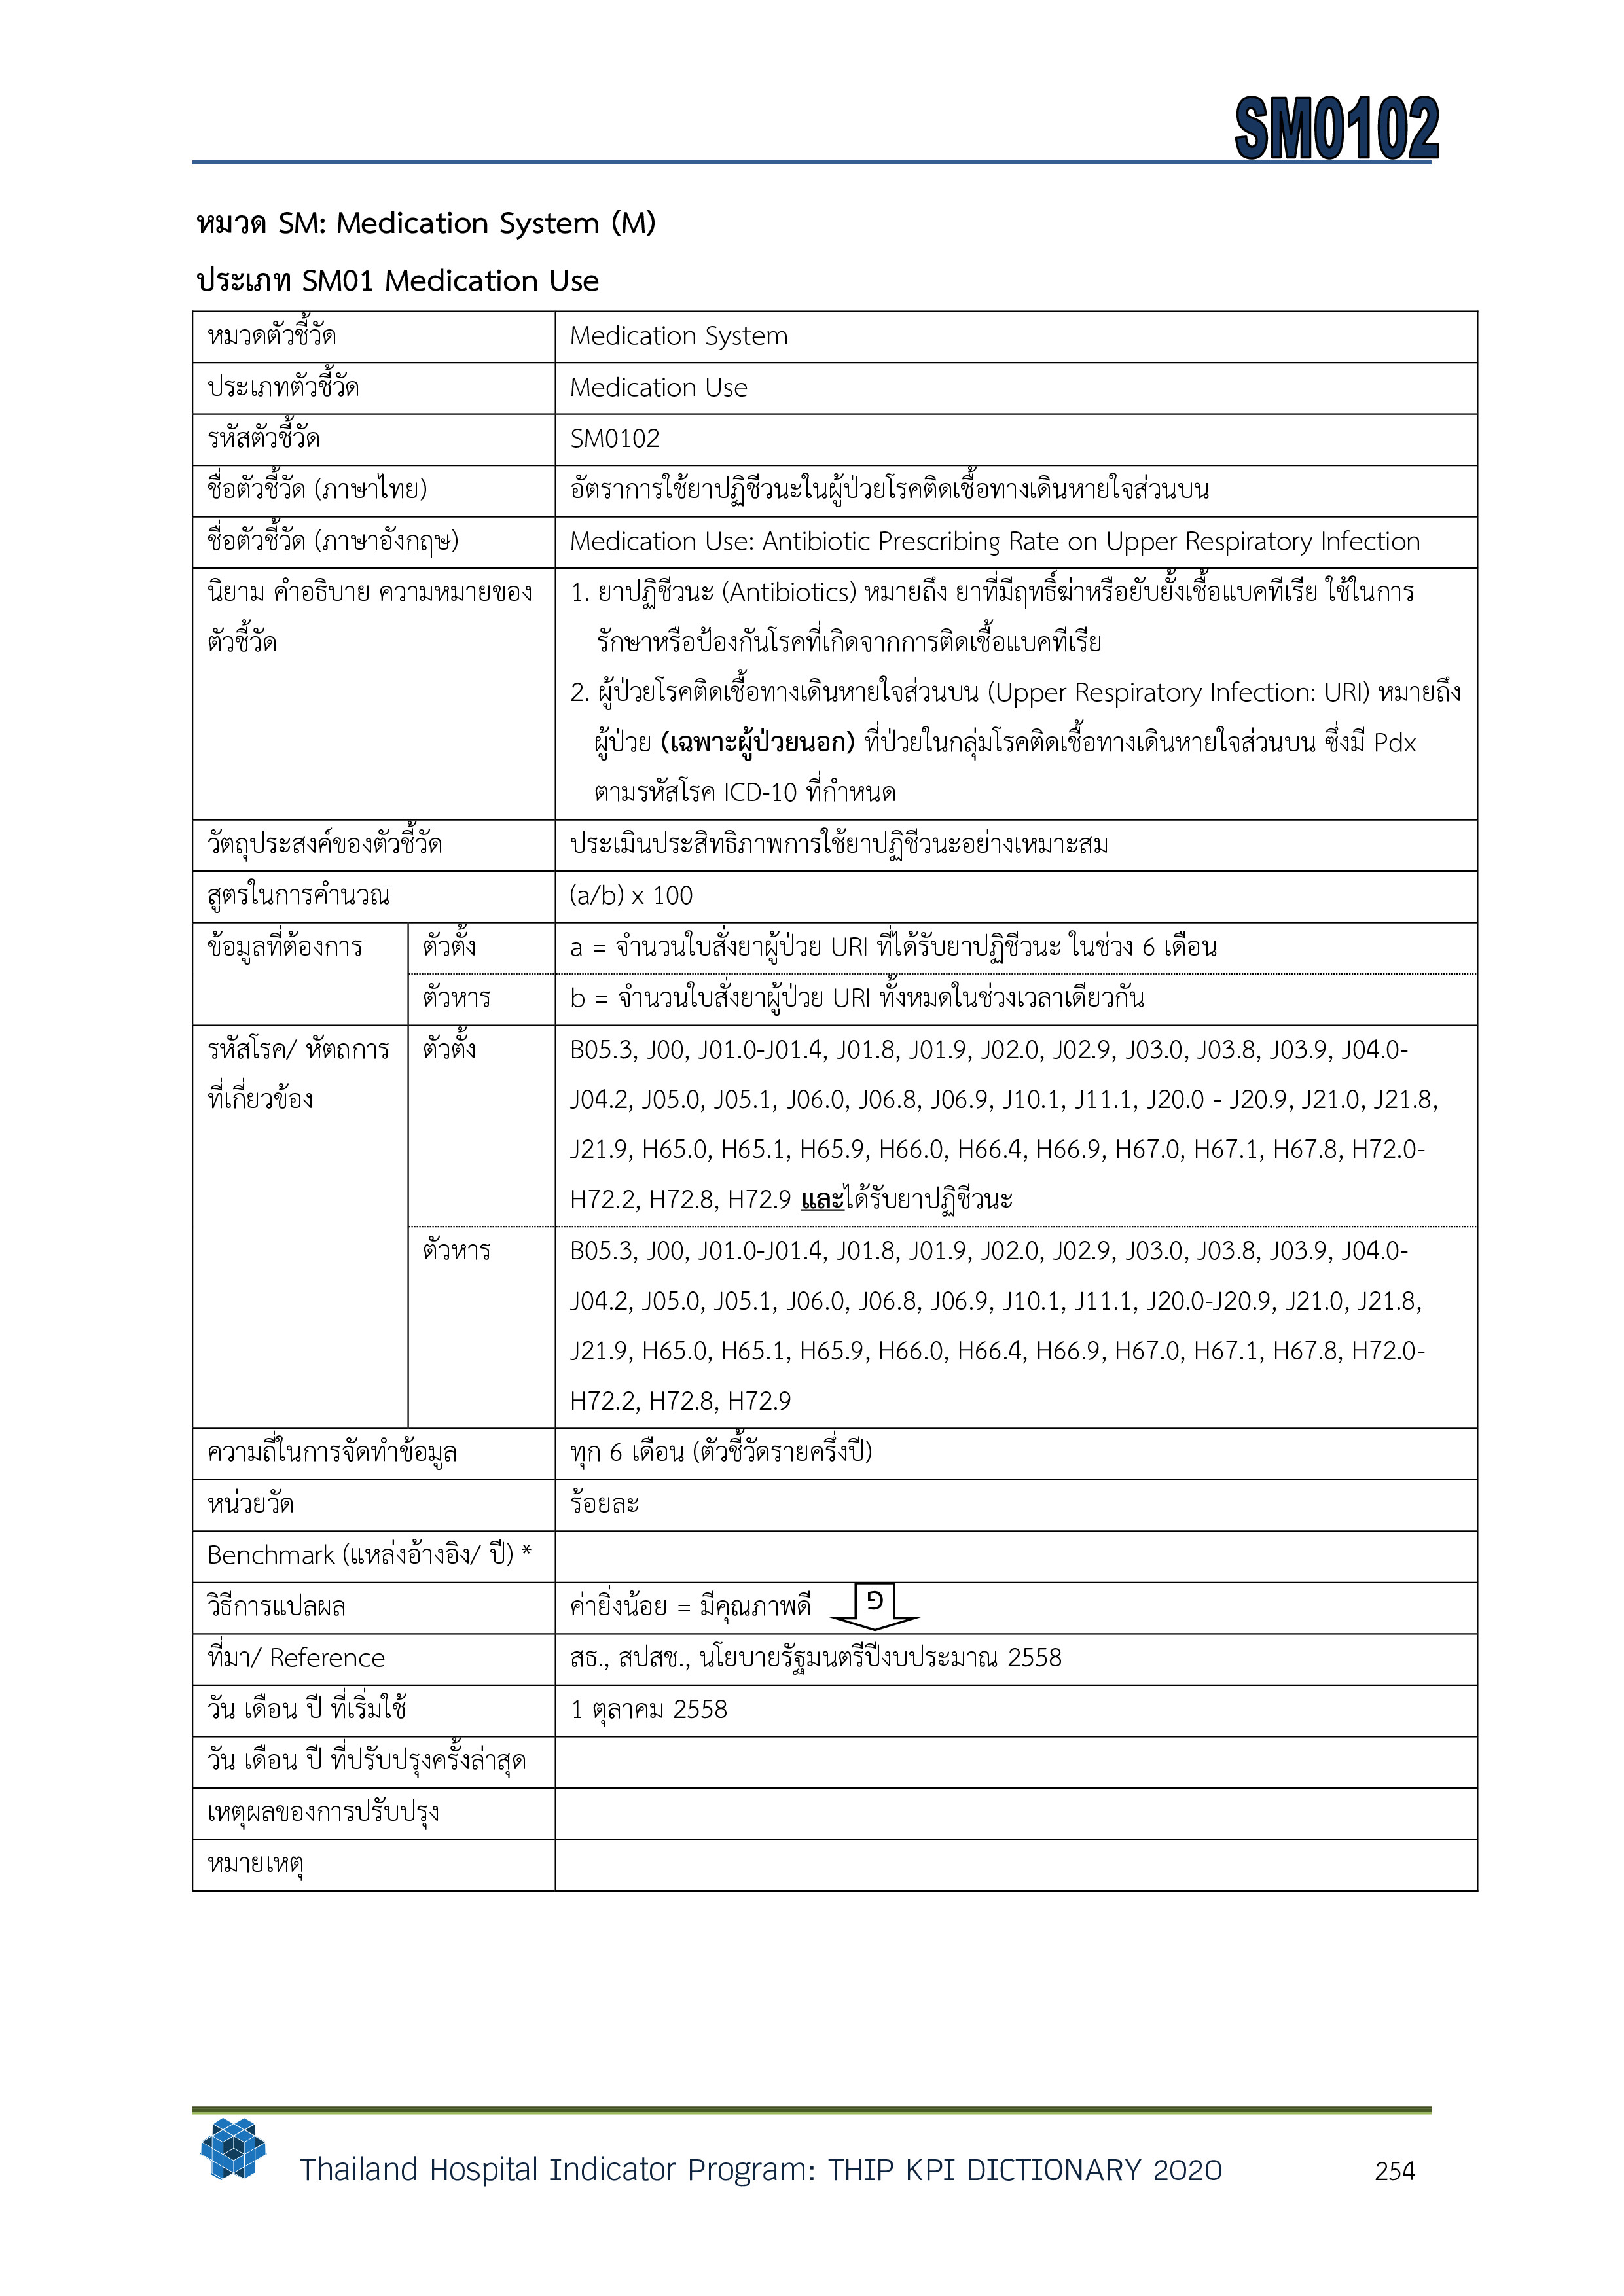 SM0102
หมวด SM: Medication System (M)
ประเภท SM01 Medication Use
หมวดตัวชี้วัด Medication System
ประเภทตัวชี้วัด Medication Use
รหัสตัวชี้วัด SM0102
ชื่อตัวชี้วัด (ภาษาไทย) อัตราการใช้ยาปฏิชีวนะในผู้ป่วยโรคติดเชื้อทางเดินหายใจส่วนบน
ชื่อตัวชี้วัด (ภาษาอังกฤษ) Medication Use: Antibiotic Prescribing Rate on Upper Respiratory Infection
นิยาม คำอธิบาย ความหมายของ 1. ยาปฏิชีวนะ (Antibiotics) หมายถึง ยาที่มีฤทธิ์ฆ่าหรือยับยั้งเชื้อแบคทีเรีย ใช้ในการ
ตัวชี้วัด รักษาหรือป้องกันโรคที่เกิดจากการติดเชื้อแบคทีเรีย
2. ผู้ป่วยโรคติดเชื้อทางเดินหายใจส่วนบน (Upper Respiratory Infection: URI) หมายถึง
ผู้ป่วย (เฉพาะผู้ป่วยนอก) ที่ป่วยในกลุ่มโรคติดเชื้อทางเดินหายใจส่วนบน ซึ่งมี Pdx
ตามรหัสโรค ICD-10 ที่กำหนด
วัตถุประสงค์ของตัวชี้วัด ประเมินประสิทธิภาพการใช้ยาปฏิชีวนะอย่างเหมาะสม
สูตรในการคำนวณ (a/b) x 100
ข้อมูลที่ต้องการ ตัวตั้ง a = จำนวนใบสั่งยาผู้ป่วย URI ที่ได้รับยาปฏิชีวนะ ในช่วง 6 เดือน
ตัวหาร b = จำนวนใบสั่งยาผู้ป่วย URI ทั้งหมดในช่วงเวลาเดียวกัน
รหัสโรค/ หัตถการ ตัวตั้ง B05.3, J00, J01.0-J01.4, J01.8, J01.9, J02.0, J02.9, J03.0, J03.8, J03.9, J04.0-
ที่เกี่ยวข้อง J04.2, J05.0, J05.1, J06.0, J06.8, J06.9, J10.1, J11.1, J20.0 - J20.9, J21.0, J21.8,
J21.9, H65.0, H65.1, H65.9, H66.0, H66.4, H66.9, H67.0, H67.1, H67.8, H72.0-
H72.2, H72.8, H72.9 และได้รับยาปฏิชีวนะ
ตัวหาร B05.3, J00, J01.0-J01.4, J01.8, J01.9, J02.0, J02.9, J03.0, J03.8, J03.9, J04.0-
J04.2, J05.0, J05.1, J06.0, J06.8, J06.9, J10.1, J11.1, J20.0-J20.9, J21.0, J21.8,
J21.9, H65.0, H65.1, H65.9, H66.0, H66.4, H66.9, H67.0, H67.1, H67.8, H72.0-
H72.2, H72.8, H72.9
ความถี่ในการจัดทำข้อมูล ทุก 6 เดือน (ตัวชี้วัดรายครึ่งปี)
หน่วยวัด ร้อยละ
Benchmark (แหล่งอ้างอิง/ ปี) *
วิธีการแปลผล ค่ายิ่งน้อย = มีคุณภาพดี
ที่มา/ Reference สธ., สปสช., นโยบายรัฐมนตรีปีงบประมาณ 2558
วัน เดือน ปี ที่เริ่มใช้ 1 ตุลาคม 2558
วัน เดือน ปี ที่ปรับปรุงครั้งล่าสุด
เหตุผลของการปรับปรุง
หมายเหตุ
Thailand Hospital Indicator Program: THIP KPI DICTIONARY 2020 254